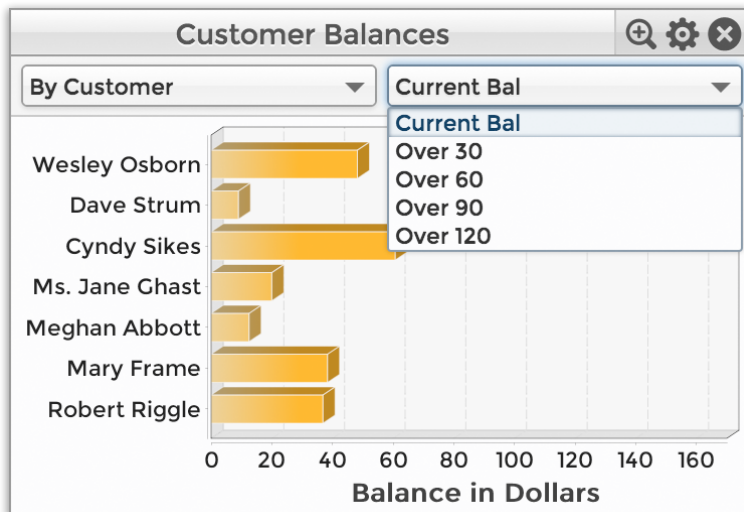 Customer Balances
By Customer
Current Bal
Current Bal
Over 30
Over 60
Over 90
Over 120
Wesley Osborn
Dave Strum
Cyndy Sikes
Ms. Jane Ghast
Meghan Abbott
Mary Frame
Robert Riggle
0 20 40 60 80 100 120 140 160
Balance in Dollars